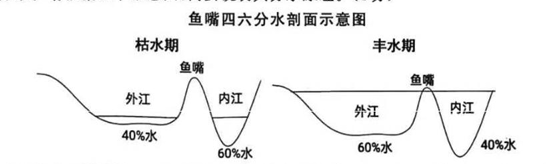 鱼嘴四六分水剖面示意图
枯水期
丰水期
鱼嘴
外江
内江
40%水
60%水
鱼嘴
外江
内江
60%水
40%水